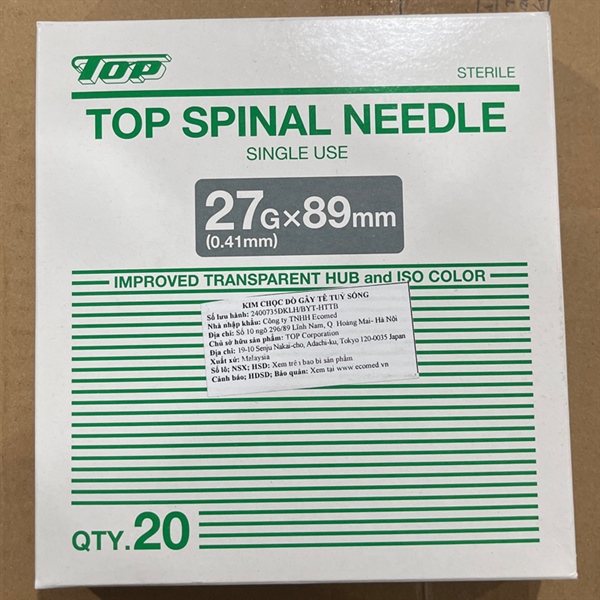 Top
STERILE
TOP SPINAL NEEDLE
SINGLE USE
27G×89mm
(0.41mm)
IMPROVED TRANSPARENT HUB and ISO COLOR
KIM CHỌC DÒ GÂY TÊ TUỶ SỐNG
Số lưu hành: 2400735ĐKLH/BYT-HTTB
Nhà nhập khẩu: Công ty TNHH Ecomed
Địa chỉ: Số 10 ngõ 296/89 Lĩnh Nam, Q. Hoàng Mai- Hà Nội
Chủ sở hữu sản phẩm: TOP Corporation
Địa chỉ: 19-10 Senju Nakai-cho, Adachi-ku, Tokyo 120-0035 Japan
Xuất xứ: Malaysia
Số lô; NSX; HSD: Xem trên bao bì sản phẩm
Cảnh báo; HDSD; Bảo quản: Xem tại www ecomed vn
QTY.20